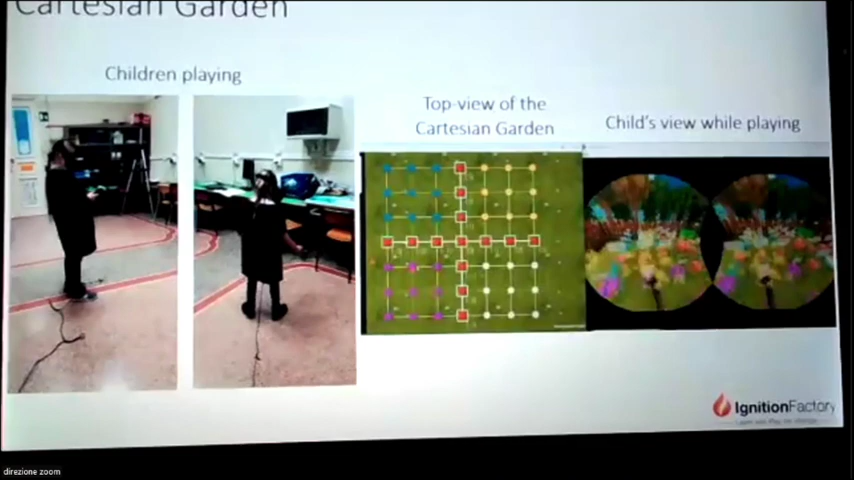 Cartesian Garden
Children playing
Top-view of the
Cartesian Garden
Child's view while playing
IgnitionFactory
direzione zoom